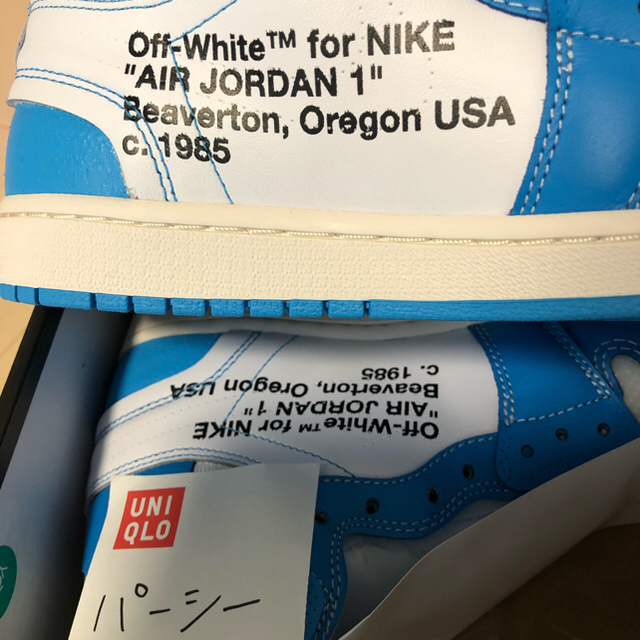 Off-White™ for NIKE
"AIR JORDAN 1"
Beaverton, Oregon USA
c. 1985
Off-White™ for NIKE
"AIR JORDAN 1"
Beaverton, Oregon USA
c. 1985
UNI
QLO
パーシー